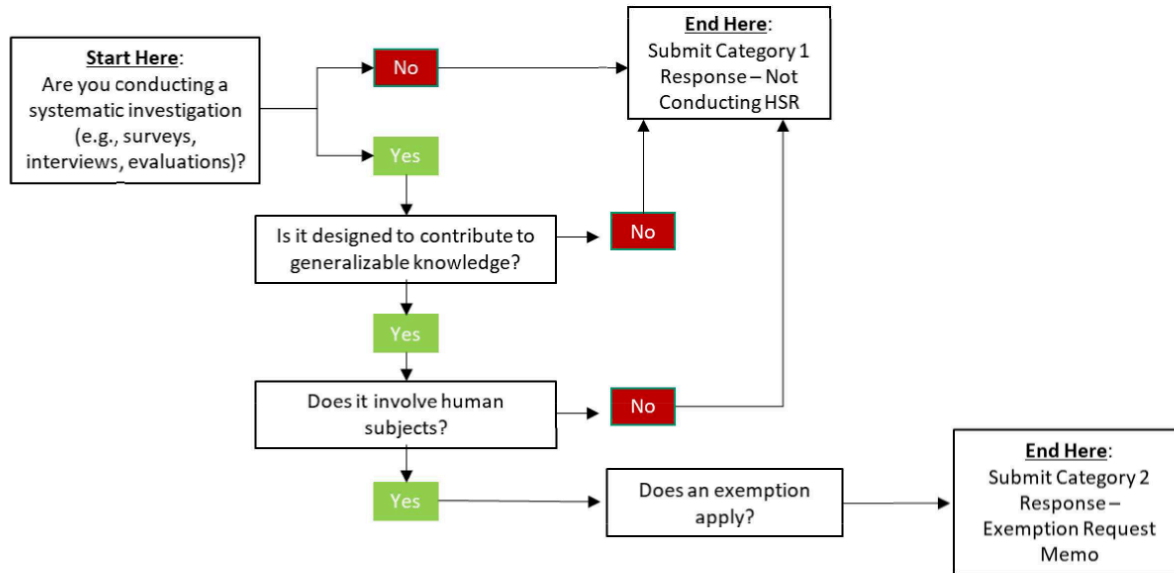 Start Here:
Are you conducting a
systematic investigation
(e.g., surveys,
interviews, evaluations)?
No
End Here:
Submit Category 1
Response – Not
Conducting HSR
Yes
Is it designed to contribute to
generalizable knowledge?
No
Yes
Does it involve human
subjects?
No
Yes
Does an exemption
apply?
End Here:
Submit Category 2
Response –
Exemption Request
Memo